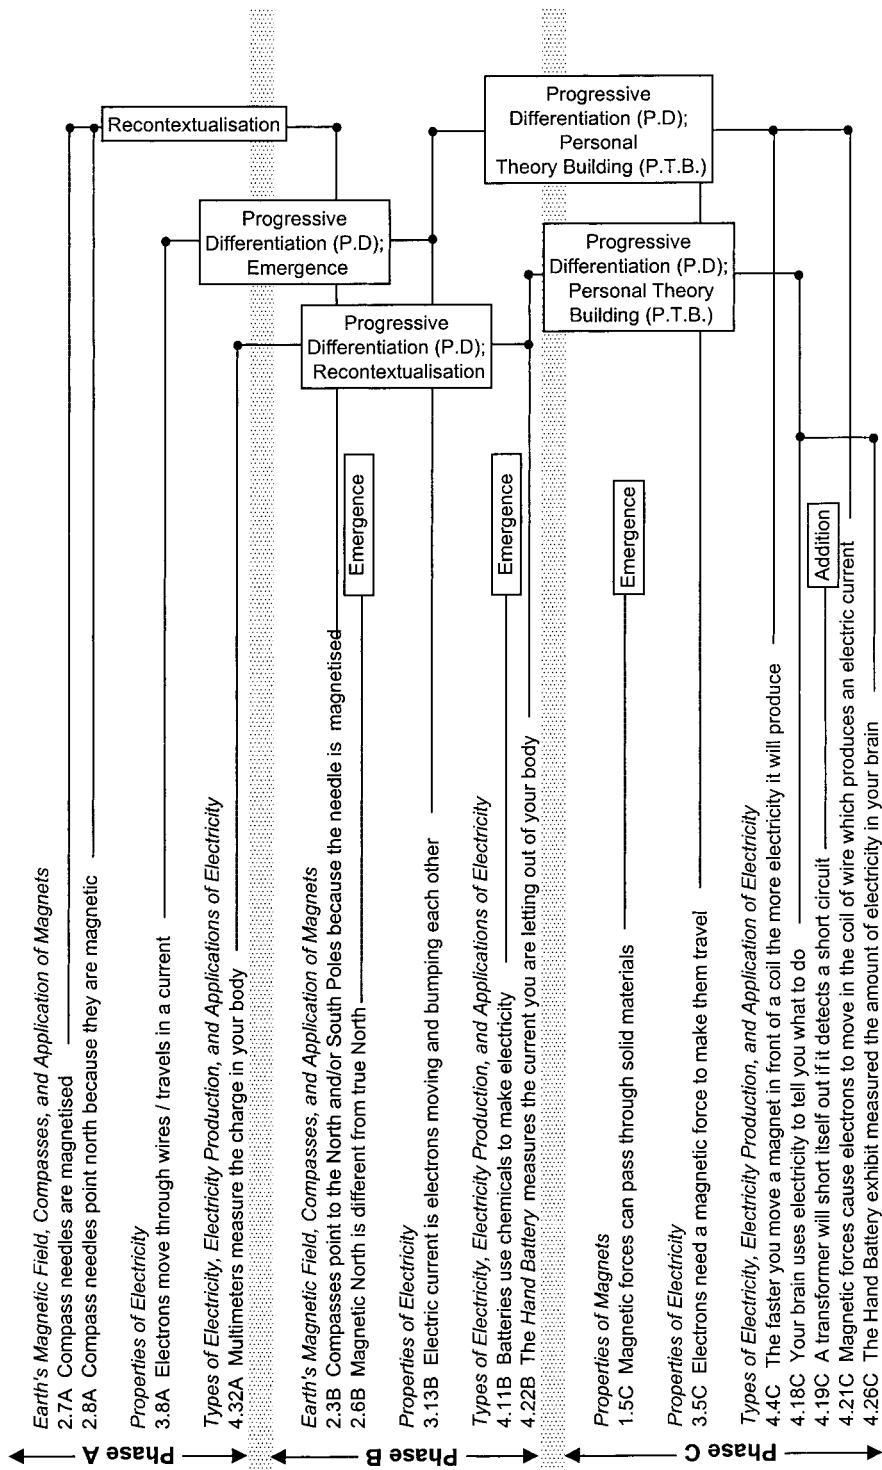 Phase A
Earth's Magnetic Field, Compasses, and Application of Magnets
2.7A Compass needles are magnetised
2.8A Compass needles point north because they are magnetic
Recontextualisation
Properties of Electricity
3.8A Electrons move through wires / travels in a current
Progressive
Differentiation (P.D);
Emergence
Types of Electricity, Electricity Production, and Applications of Electricity
4.32A Multimeters measure the charge in your body
Progressive
Differentiation (P.D);
Recontextualisation
Phase B
Earth's Magnetic Field, Compasses, and Application of Magnets
2.3B Compasses point to the North and/or South Poles because the needle is magnetised
2.6B Magnetic North is different from true North
Emergence
Properties of Electricity
3.13B Electric current is electrons moving and bumping each other
Progressive
Differentiation (P.D);
Personal
Theory Building (P.T.B.)
Types of Electricity, Electricity Production, and Applications of Electricity
4.11B Batteries use chemicals to make electricity
Emergence
4.22B The Hand Battery measures the current you are letting out of your body
Progressive
Differentiation (P.D);
Personal Theory
Building (P.T.B.)
Phase C
Properties of Magnets
1.5C Magnetic forces can pass through solid materials
Emergence
Properties of Electricity
3.5C Electrons need a magnetic force to make them travel
Types of Electricity, Electricity Production, and Application of Electricity
4.4C The faster you move a magnet in front of a coil the more electricity it will produce
4.18C Your brain uses electricity to tell you what to do
4.19C A transformer will short itself out if it detects a short circuit
Addition
4.21C Magnetic forces cause electrons to move in the coil of wire which produces an electric current
4.26C The Hand Battery exhibit measured the amount of electricity in your brain